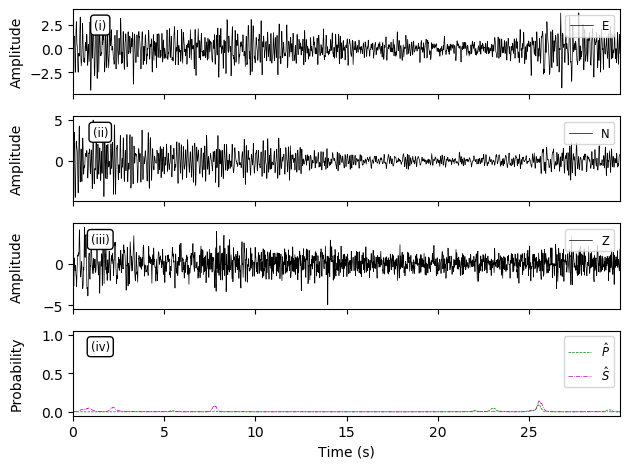 Amplitude
2.5
0.0
−2.5
(i)
E
Amplitude
5
0
(ii)
N
Amplitude
0
−5
(iii)
Z
Probability
1.0
0.5
0.0
(iv)
P̂
Ŝ
0 5 10 15 20 25
Time (s)